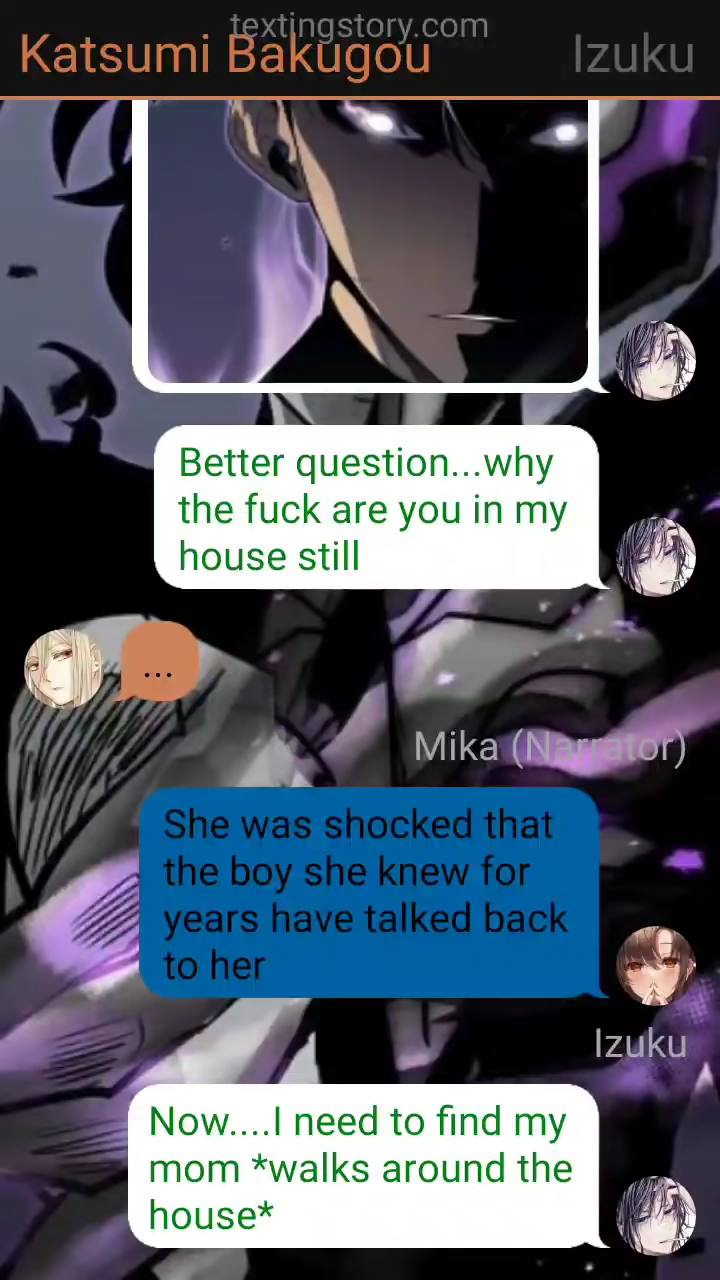 textingstory.com
Katsumi Bakugou
Izuku
Better question...why
the fuck are you in my
house still
...
Mika (Narrator)
She was shocked that
the boy she knew for
years have talked back
to her
Izuku
Now....I need to find my
mom *walks around the
house*